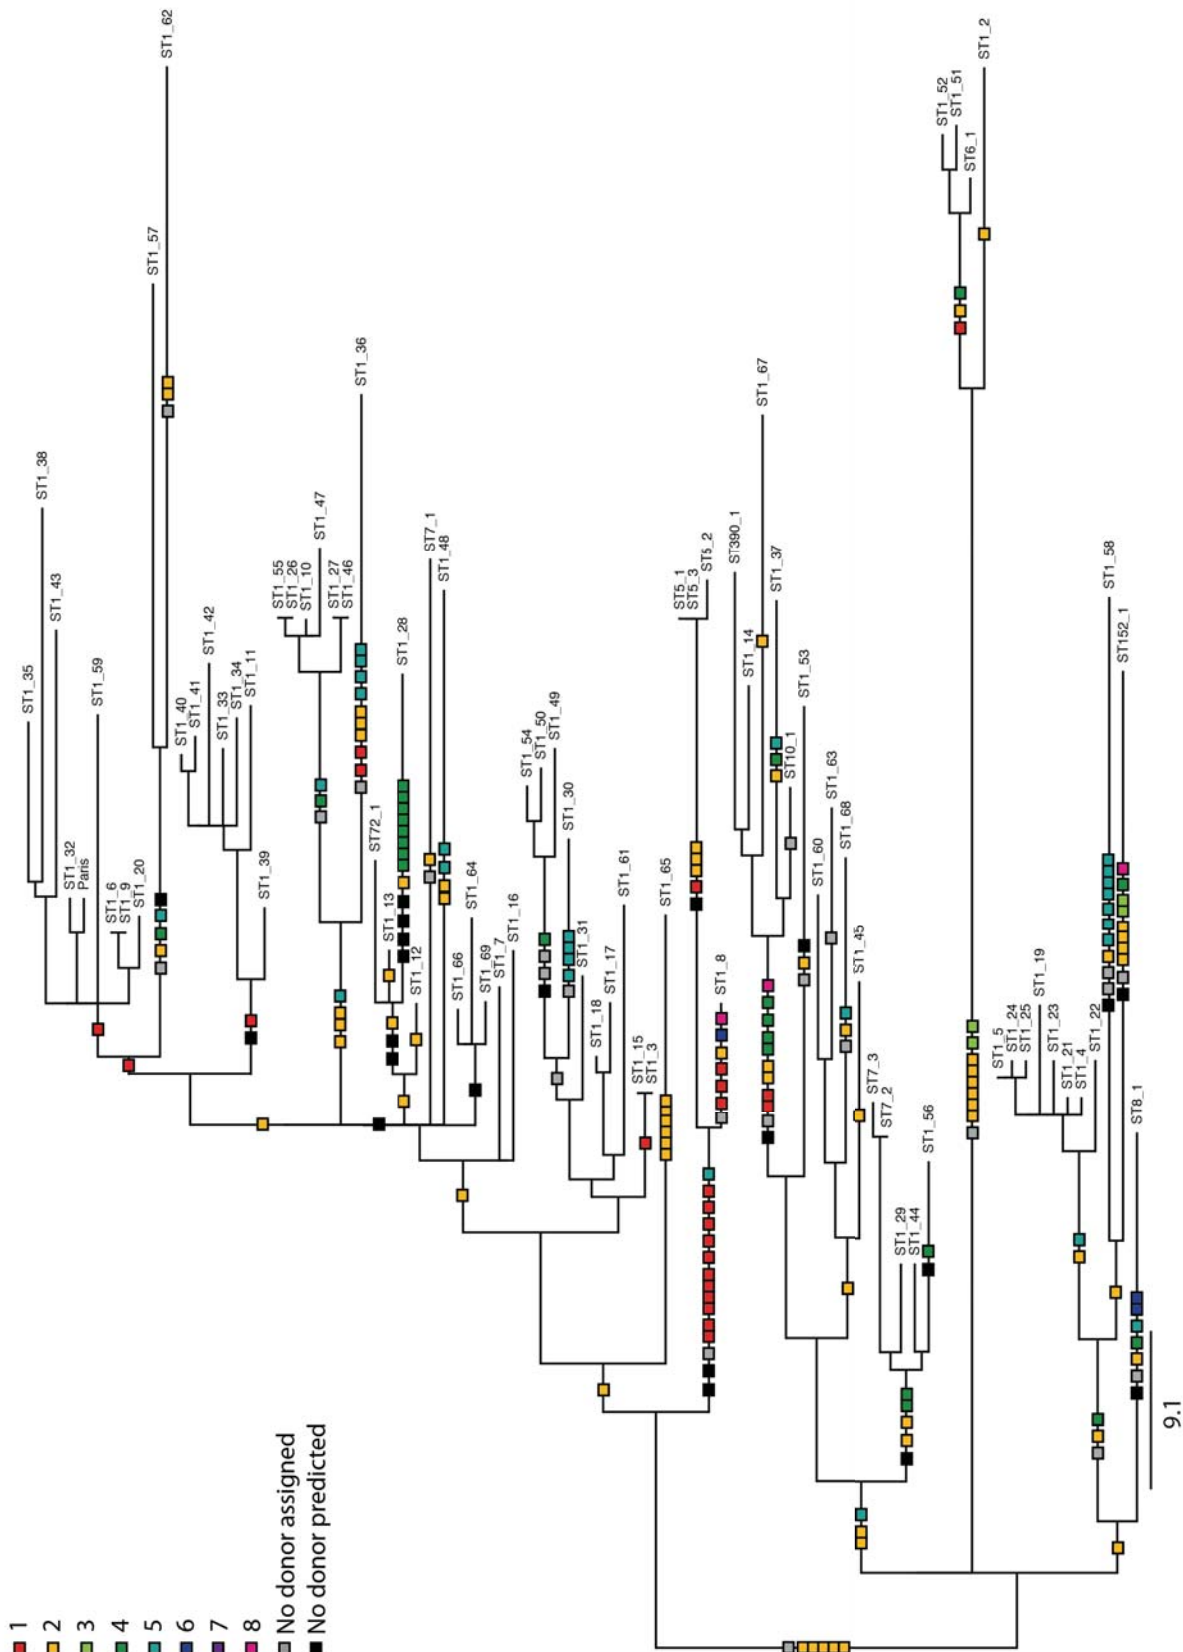 ST1_62
ST1_57
ST1_38
ST1_43
ST1_35
ST1_59
ST1_32
Paris
ST1_6
ST1_9
ST1_20
ST1_42
ST1_40
ST1_41
ST1_33
ST1_34
ST1_11
ST1_39
ST1_36
ST1_47
ST1_55
ST1_26
ST1_10
ST1_27
ST1_46
ST1_28
ST72_1
ST1_13
ST1_12
ST7_1
ST1_48
ST1_64
ST1_66
ST1_69
ST1_7
ST1_16
ST1_54
ST1_50
ST1_49
ST1_30
ST1_31
ST1_18
ST1_17
ST1_61
ST1_15
ST1_3
ST1_65
ST5_1
ST5_3
ST5_2
ST1_8
ST390_1
ST1_14
ST1_67
ST1_37
ST10_1
ST1_53
ST1_60
ST1_63
ST1_68
ST1_45
ST7_3
ST7_2
ST1_29
ST1_44
ST1_56
ST1_52
ST1_51
ST6_1
ST1_2
ST1_5
ST1_24
ST1_25
ST1_19
ST1_23
ST1_21
ST1_4
ST1_22
ST1_58
ST152_1
ST8_1
1
2
3
4
5
6
7
8
No donor assigned
No donor predicted
9.1